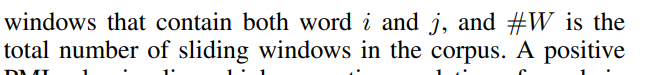 windows that contain both word i and j, and #W is the
total number of sliding windows in the corpus. A positive